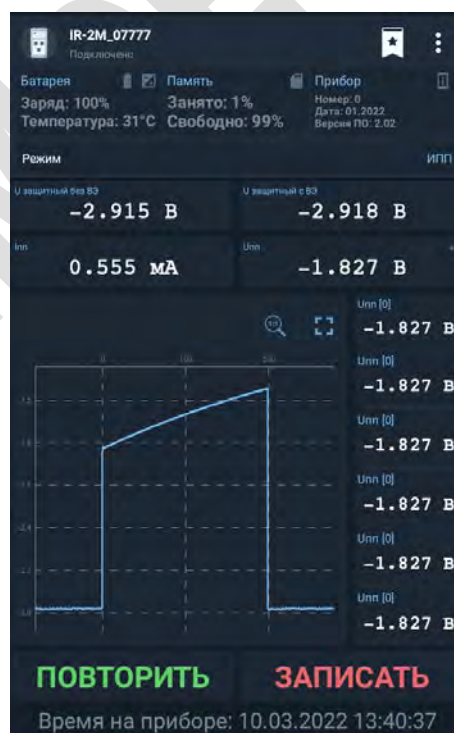 IR-2M_07777
Подключено
Батарея
Заряд: 100%
Температура: 31°C
Память
Занято: 1%
Свободно: 99%
Прибор
Номер: 0
Дата: 01.2022
Версия ПО: 2.02
Режим
ИПП
U защитный без ВЭ
-2.915 В
U защитный с ВЭ
-2.918 В
Iпп
0.555 мА
Uпп
-1.827 В
Uпп [0]
-1.827 В
Uпп [0]
-1.827 В
Uпп [0]
-1.827 В
Uпп [0]
-1.827 В
Uпп [0]
-1.827 В
Uпп [0]
-1.827 В
0 100 200
ПОВТОРИТЬ
ЗАПИСАТЬ
Время на приборе: 10.03.2022 13:40:37